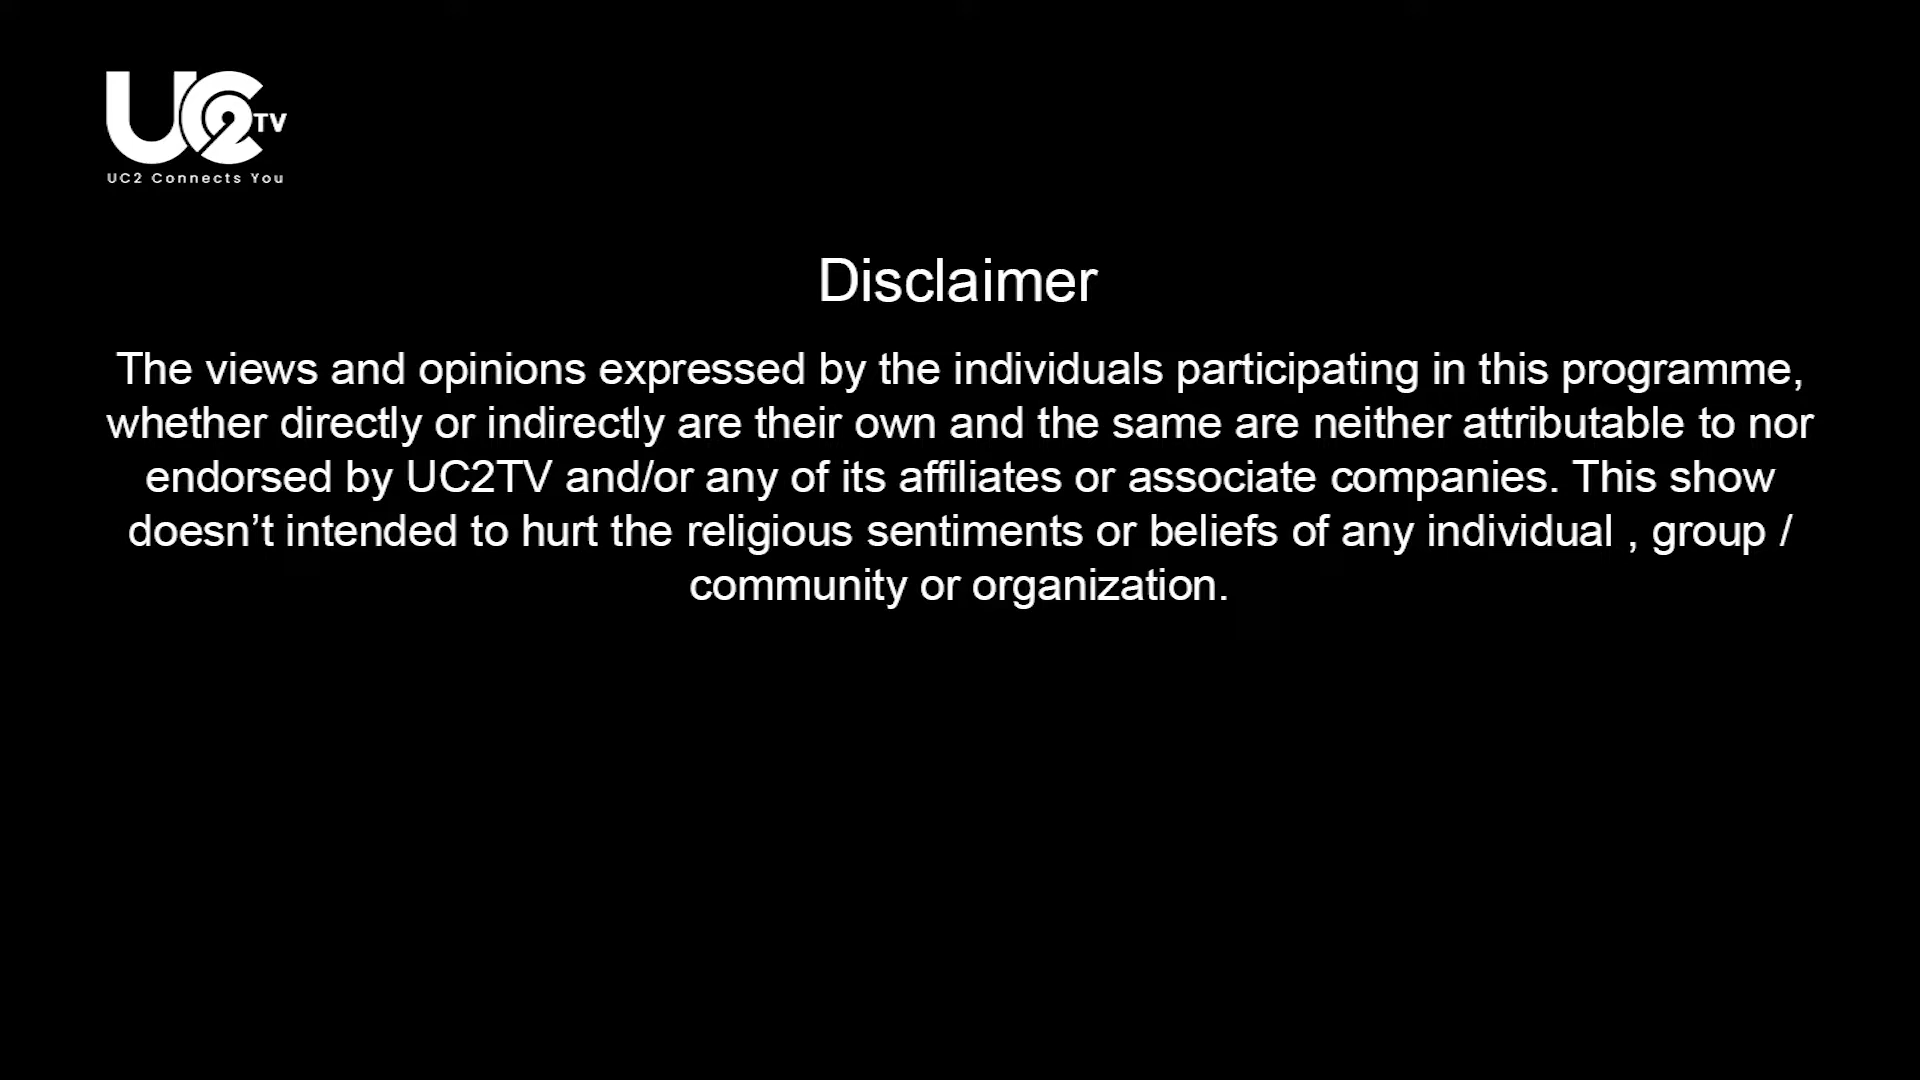 UC2TV
UC2 Connects You
Disclaimer
The views and opinions expressed by the individuals participating in this programme,
whether directly or indirectly are their own and the same are neither attributable to nor
endorsed by UC2TV and/or any of its affiliates or associate companies. This show
doesn’t intended to hurt the religious sentiments or beliefs of any individual , group /
community or organization.